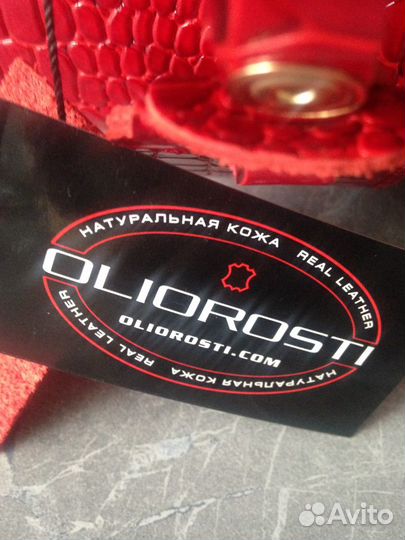 НАТУРАЛЬНАЯ КОЖА REAL LEATHER
OLIOROSTI
OLIOROSTI.COM
REAL LEATHER НАТУРАЛЬНАЯ КОЖА
Avito